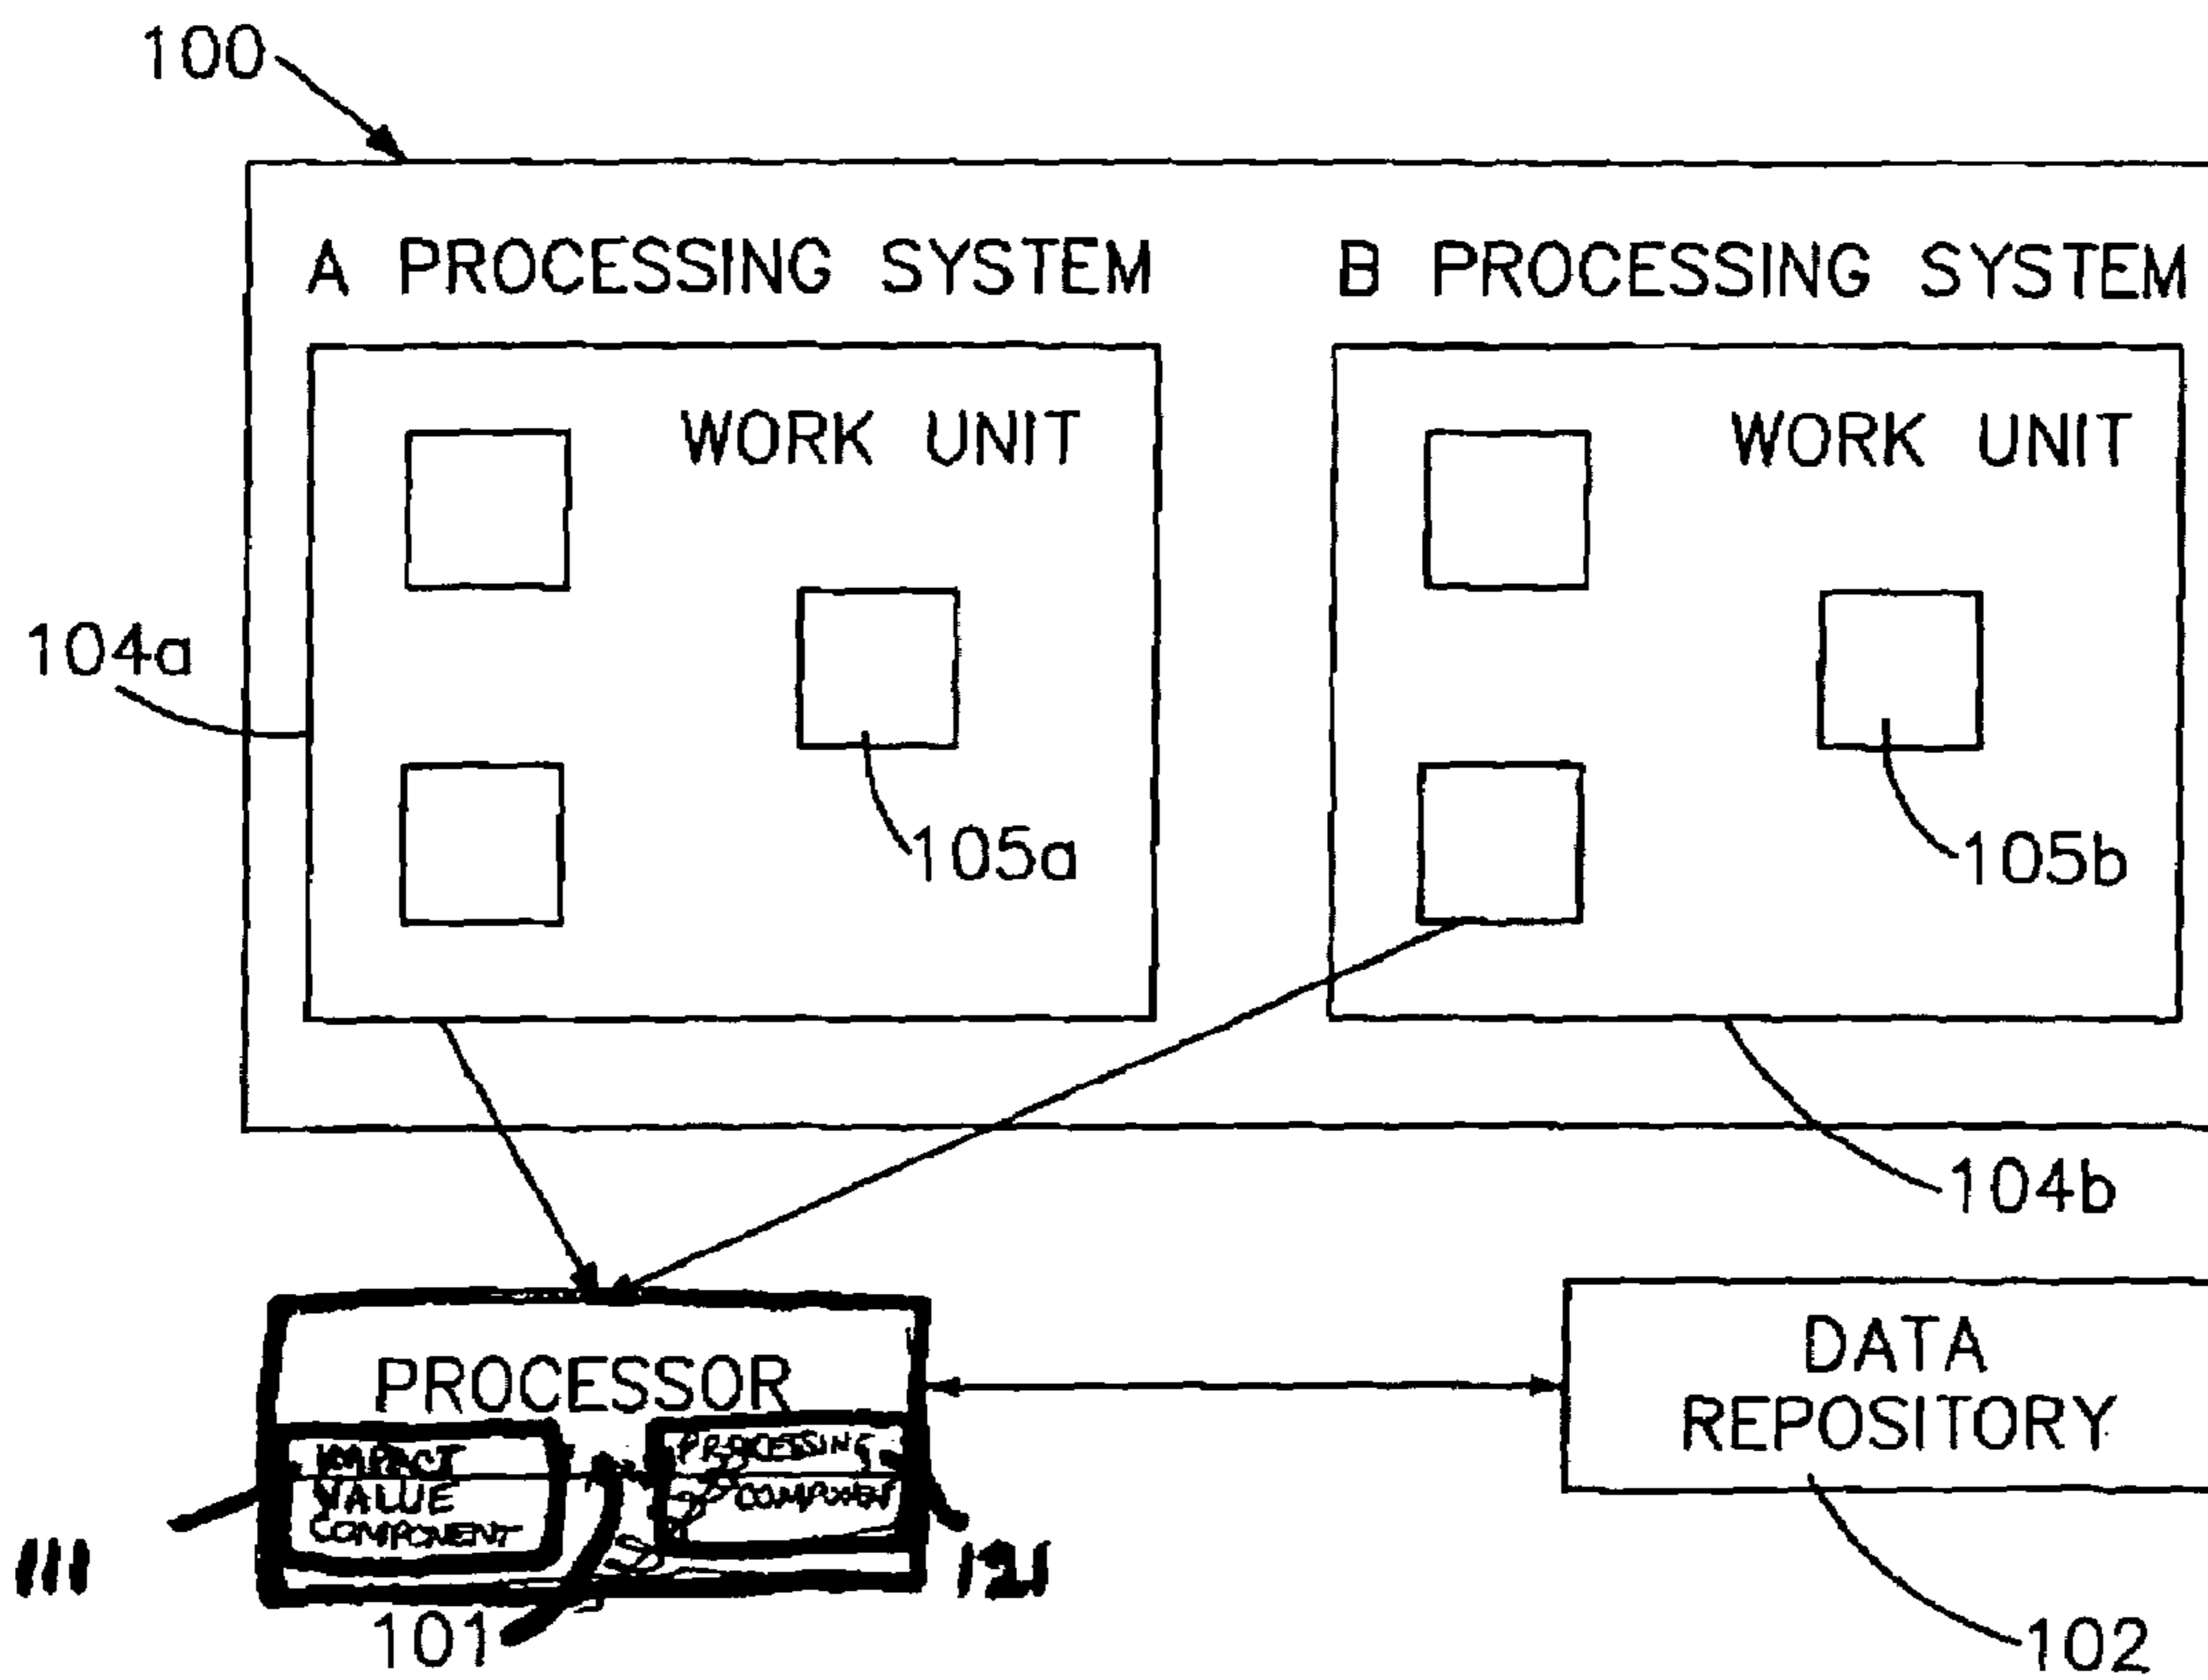 100
A PROCESSING SYSTEM
B PROCESSING SYSTEM
WORK UNIT
WORK UNIT
104a
105a
105b
104b
PROCESSOR
DATA
REPOSITORY
IMPACT
VALUE
COMPONENT
PROCESSING
COMPONENT
111
121
101
102